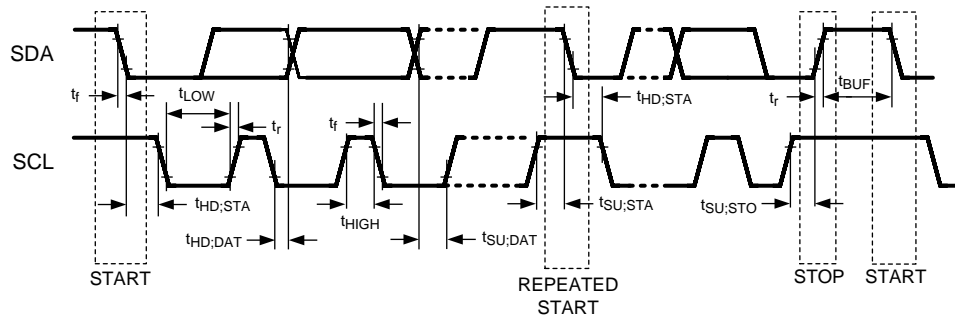 SDA
t_f
t_LOW
t_r
t_f
t_HD;STA
t_r
t_BUF
SCL
t_HD;STA
t_HD;DAT
t_HIGH
t_SU;DAT
t_SU;STA
t_SU;STO
START
REPEATED
START
STOP
START